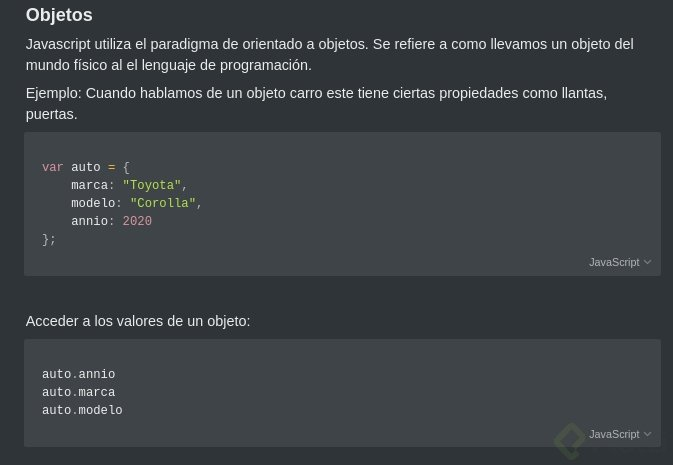 Objetos
Javascript utiliza el paradigma de orientado a objetos. Se refiere a como llevamos un objeto del
mundo físico al el lenguaje de programación.
Ejemplo: Cuando hablamos de un objeto carro este tiene ciertas propiedades como llantas,
puertas.
var auto = {
    marca: "Toyota",
    modelo: "Corolla",
    annio: 2020
};
JavaScript
Acceder a los valores de un objeto:
auto.annio
auto.marca
auto.modelo
JavaScript